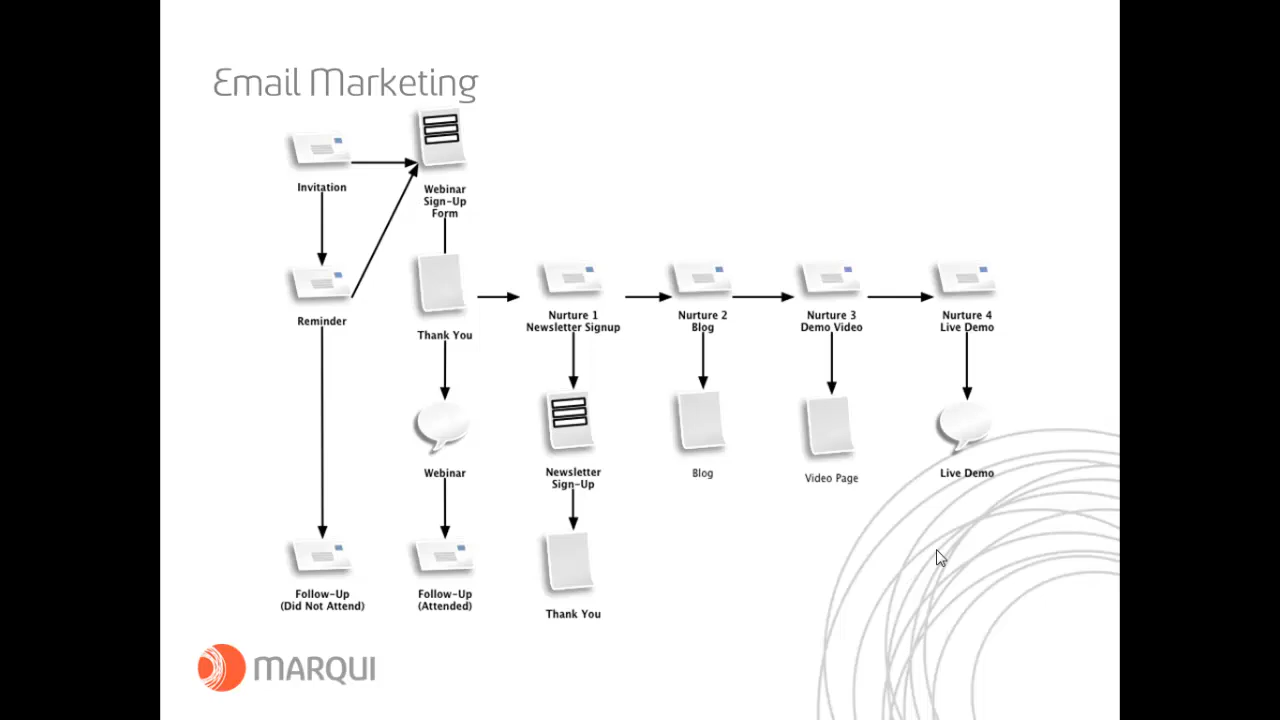 Email Marketing
Invitation
Webinar
Sign-Up
Form
Reminder
Thank You
Nurture 1
Newsletter Signup
Nurture 2
Blog
Nurture 3
Demo Video
Nurture 4
Live Demo
Webinar
Newsletter
Sign-Up
Blog
Video Page
Live Demo
Follow-Up
(Did Not Attend)
Follow-Up
(Attended)
Thank You
MARQUI